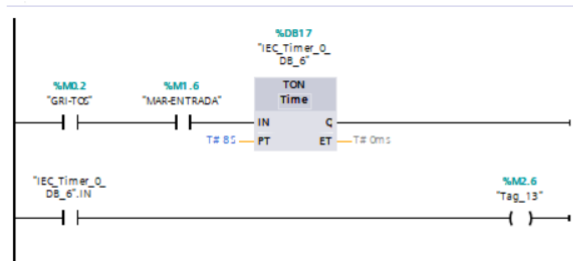 %DB17
"IEC_Timer_0_
DB_6"
%M0.2
"GRI-TOS"
%M1.6
"MAR-ENTRADA"
TON
Time
IN
Q
T# 8S
PT
ET
T# 0ms
"IEC_Timer_0_
DB_6".IN
%M2.6
"Tag_13"